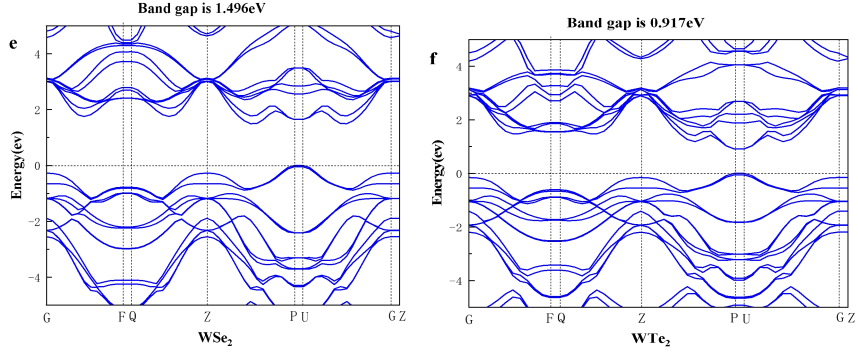 Band gap is 1.496eV
e
Energy(ev)
4
2
0
-2
-4
G F Q Z P U G Z
WSe₂
Band gap is 0.917eV
f
Energy(ev)
4
2
0
-2
-4
G F Q Z P U G Z
WTe₂